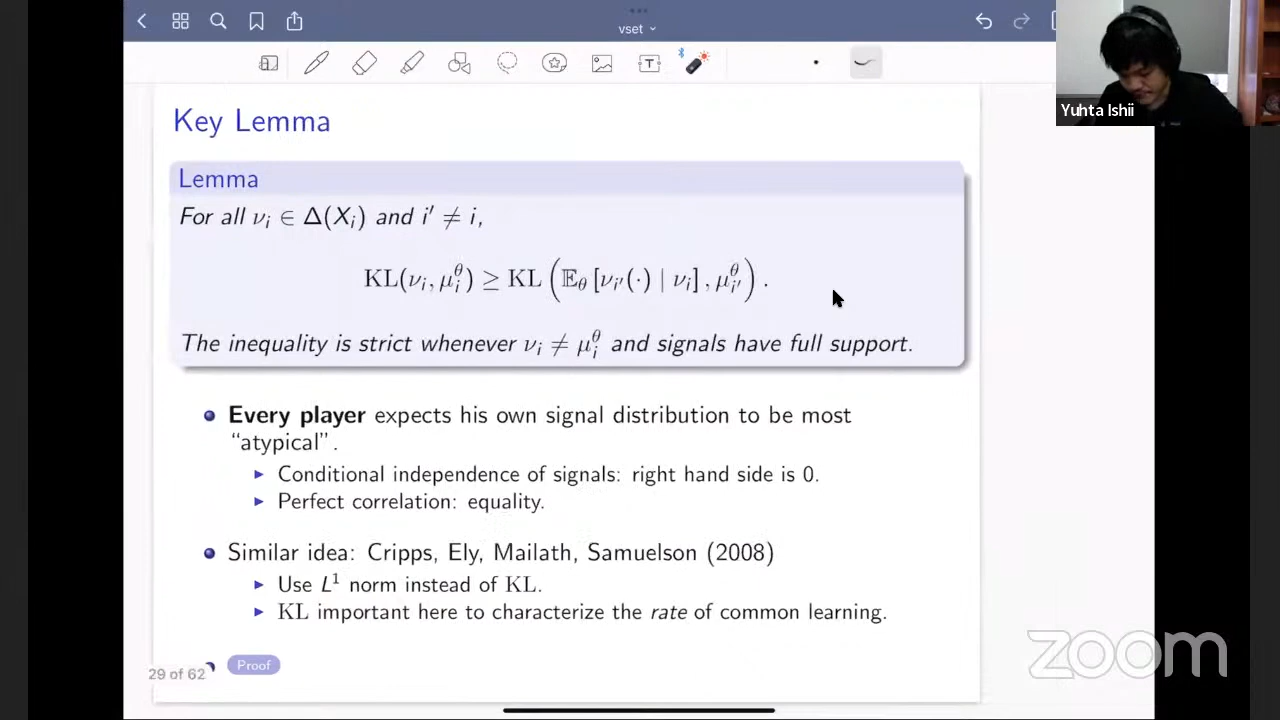 vset
Yuhta Ishii
Key Lemma
Lemma
For all ν_i ∈ Δ(X_i) and i′ ≠ i,
KL(ν_i, μ_i^θ) ≥ KL (𝔼_θ [ν_{i′}(·) | ν_i] , μ_{i′}^θ) .
The inequality is strict whenever ν_i ≠ μ_i^θ and signals have full support.
Every player expects his own signal distribution to be most
“atypical”.
Conditional independence of signals: right hand side is 0.
Perfect correlation: equality.
Similar idea: Cripps, Ely, Mailath, Samuelson (2008)
Use L¹ norm instead of KL.
KL important here to characterize the rate of common learning.
Proof
29 of 62
zoom